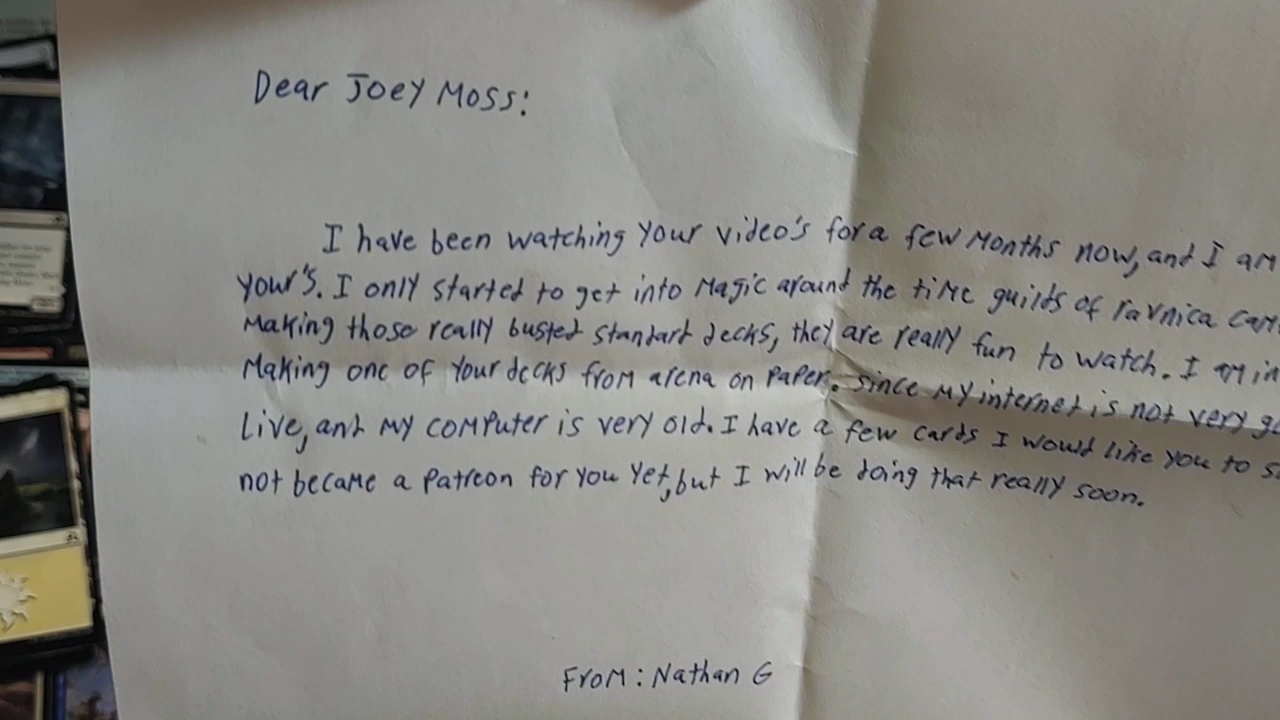 Dear Joey Moss:
I have been watching your video's for a few months now, and I am
your's. I only started to get into Magic around the time guilds of ravnica
Making those really busted standard decks, they are really fun to watch. I am
Making one of your decks from arena on paper. since my internet is not very
Live, and my computer is very old. I have a few cards I would like you to
not became a Patreon for you yet, but I will be doing that really soon.
From: Nathan G